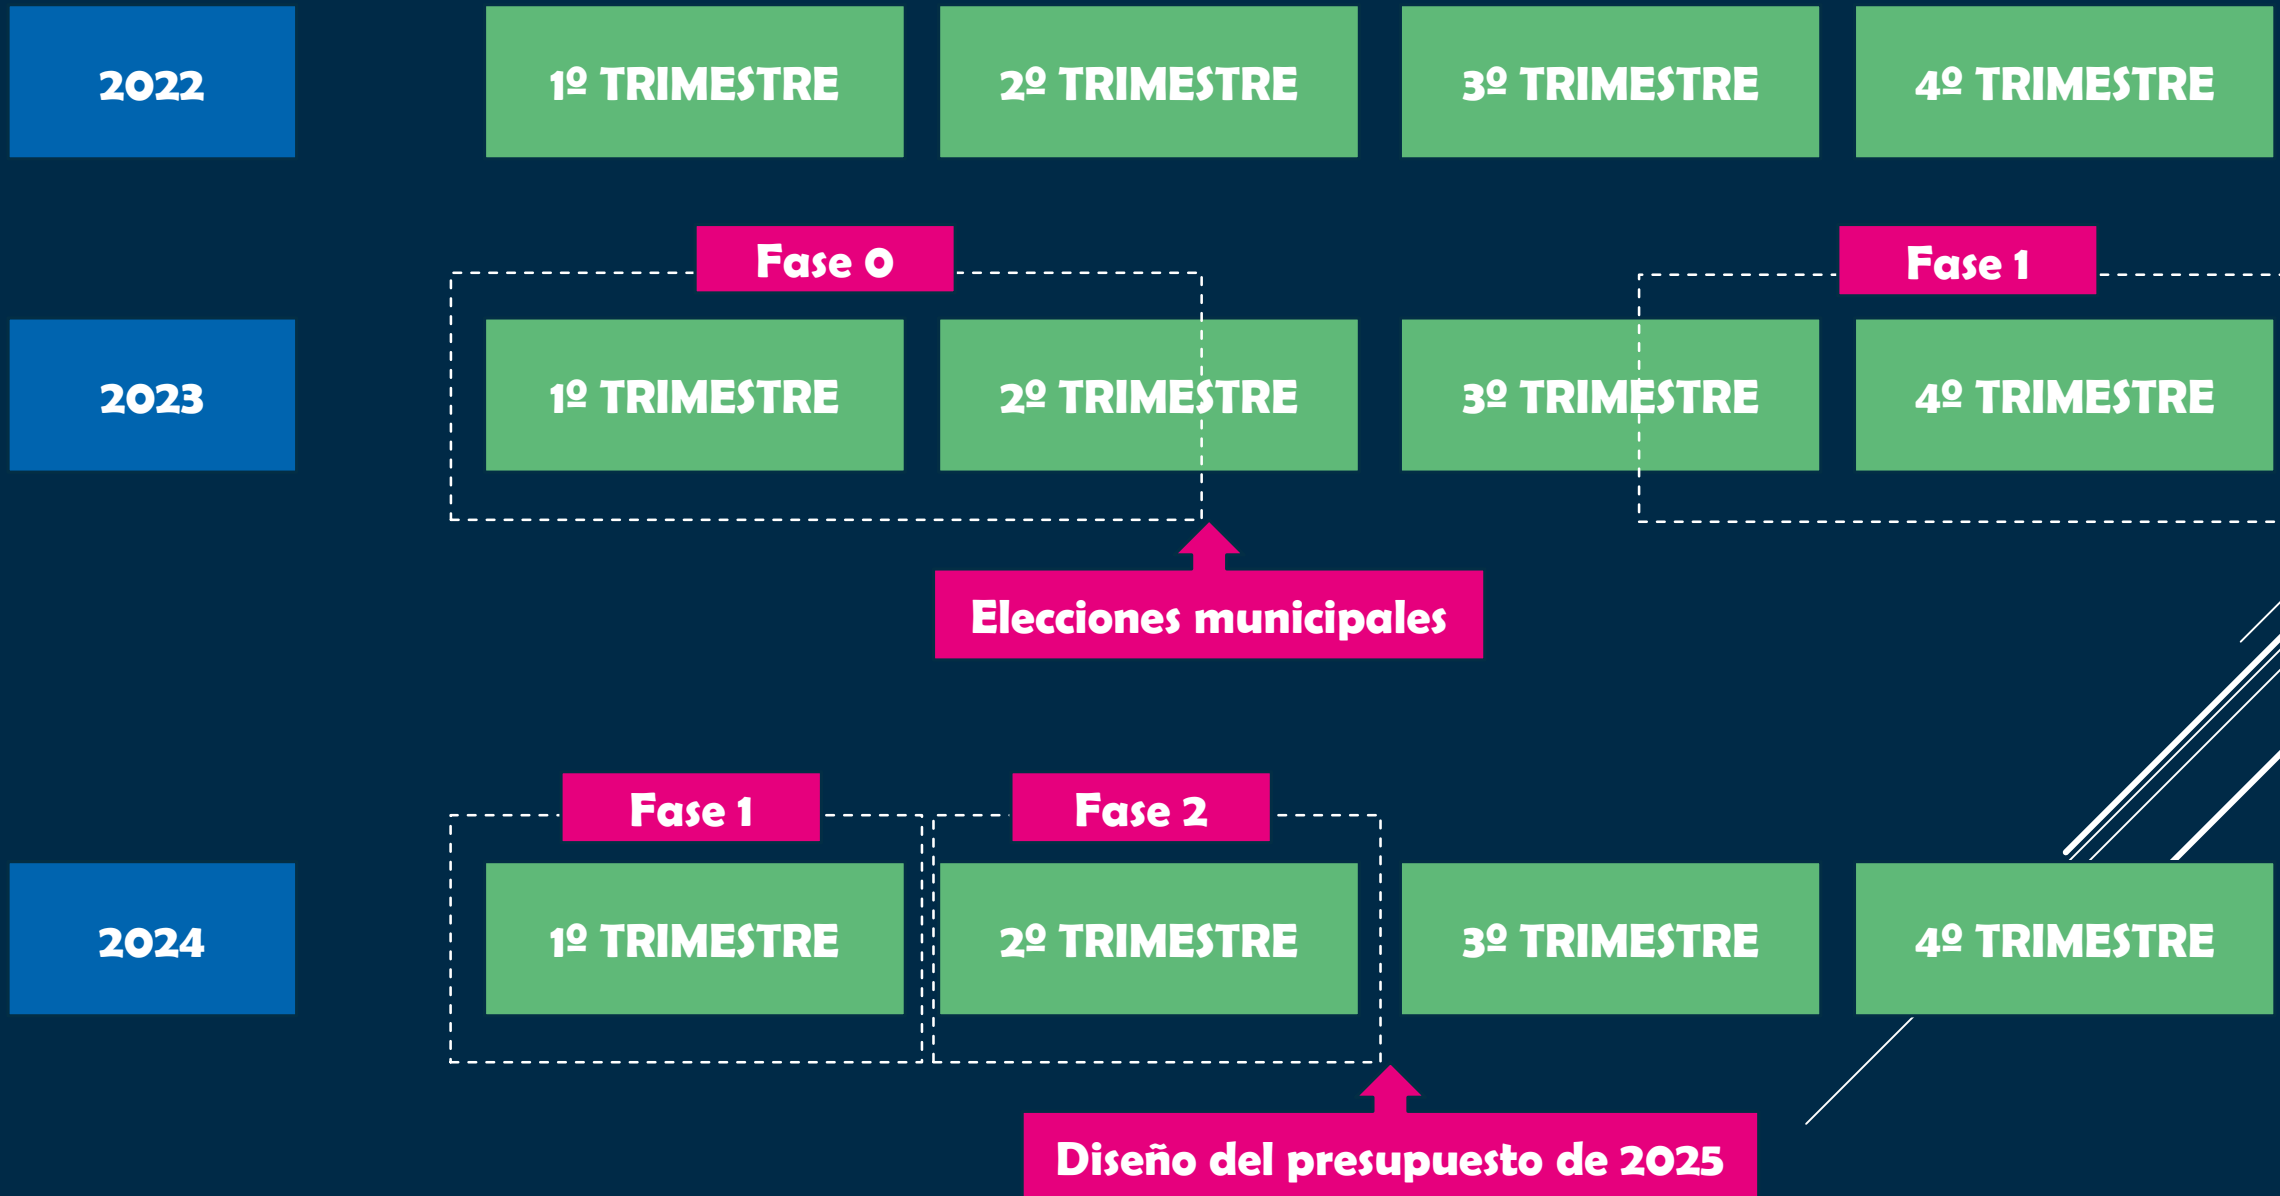 2022
1º TRIMESTRE
2º TRIMESTRE
3º TRIMESTRE
4º TRIMESTRE
Fase 0
Fase 1
2023
1º TRIMESTRE
2º TRIMESTRE
3º TRIMESTRE
4º TRIMESTRE
Elecciones municipales
Fase 1
Fase 2
2024
1º TRIMESTRE
2º TRIMESTRE
3º TRIMESTRE
4º TRIMESTRE
Diseño del presupuesto de 2025